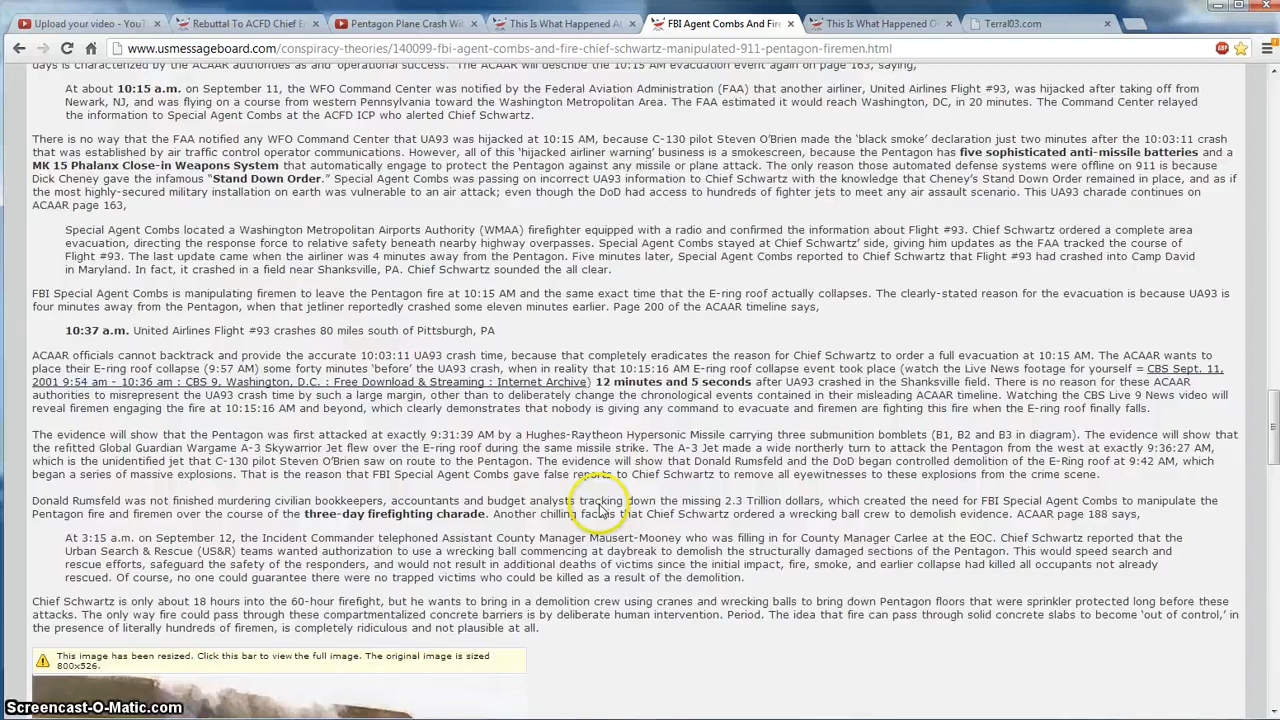 Upload your video - YouT
Rebuttal To ACFD Chief E
Pentagon Plane Crash Wit
This Is What Happened At
FBI Agent Combs And Fire
This Is What Happened O
Terral03.com
www.usmessageboard.com/conspiracy-theories/140099-fbi-agent-combs-and-fire-chief-schwartz-manipulated-911-pentagon-firemen.html
days is characterized by the ACAAR authorities as and 'operational success.' The ACAAR will describe the 10:15 AM evacuation event again on page 163, saying,
At about 10:15 a.m. on September 11, the WFO Command Center was notified by the Federal Aviation Administration (FAA) that another airliner, United Airlines Flight #93, was hijacked after taking off from
Newark, NJ, and was flying on a course from western Pennsylvania toward the Washington Metropolitan Area. The FAA estimated it would reach Washington, DC, in 20 minutes. The Command Center relayed
the information to Special Agent Combs at the ACFD ICP who alerted Chief Schwartz.
There is no way that the FAA notified any WFO Command Center that UA93 was hijacked at 10:15 AM, because C-130 pilot Steven O'Brien made the 'black smoke' declaration just two minutes after the 10:03:11 crash
that was established by air traffic control operator communications. However, all of this 'hijacked airliner warning' business is a smokescreen, because the Pentagon has five sophisticated anti-missile batteries and a
MK 15 Phalanx Close-in Weapons System that automatically engage to protect the Pentagon against any missile or plane attack. The only reason those automated defense systems were offline on 911 is because
Dick Cheney gave the infamous "Stand Down Order." Special Agent Combs was passing on incorrect UA93 information to Chief Schwartz with the knowledge that Cheney's Stand Down Order remained in place, and as if
the most highly-secured military installation on earth was vulnerable to an air attack; even though the DoD had access to hundreds of fighter jets to meet any air assault scenario. This UA93 charade continues on
ACAAR page 163,
Special Agent Combs located a Washington Metropolitan Airports Authority (WMAA) firefighter equipped with a radio and confirmed the information about Flight #93. Chief Schwartz ordered a complete area
evacuation, directing the response force to relative safety beneath nearby highway overpasses. Special Agent Combs stayed at Chief Schwartz' side, giving him updates as the FAA tracked the course of
Flight #93. The last update came when the airliner was 4 minutes away from the Pentagon. Five minutes later, Special Agent Combs reported to Chief Schwartz that Flight #93 had crashed into Camp David
in Maryland. In fact, it crashed in a field near Shanksville, PA. Chief Schwartz sounded the all clear.
FBI Special Agent Combs is manipulating firemen to leave the Pentagon fire at 10:15 AM and the same exact time that the E-ring roof actually collapses. The clearly-stated reason for the evacuation is because UA93 is
four minutes away from the Pentagon, when that jetliner reportedly crashed some eleven minutes earlier. Page 200 of the ACAAR timeline says,
10:37 a.m. United Airlines Flight #93 crashes 80 miles south of Pittsburgh, PA
ACAAR officials cannot backtrack and provide the accurate 10:03:11 UA93 crash time, because that completely eradicates the reason for Chief Schwartz to order a full evacuation at 10:15 AM. The ACAAR wants to
place their E-ring roof collapse (9:57 AM) some forty minutes 'before' the UA93 crash, when in reality that 10:15:16 AM E-ring roof collapse event took place (watch the Live News footage for yourself = CBS Sept. 11,
2001 9:54 am - 10:36 am : CBS 9, Washington, D.C. : Free Download & Streaming : Internet Archive) 12 minutes and 5 seconds after UA93 crashed in the Shanksville field. There is no reason for these ACAAR
authorities to misrepresent the UA93 crash time by such a large margin, other than to deliberately change the chronological events contained in their misleading ACAAR timeline. Watching the CBS Live 9 News video will
reveal firemen engaging the fire at 10:15:16 AM and beyond, which clearly demonstrates that nobody is giving any command to evacuate and firemen are fighting this fire when the E-ring roof finally falls.
The evidence will show that the Pentagon was first attacked at exactly 9:31:39 AM by a Hughes-Raytheon Hypersonic Missile carrying three submunition bomblets (B1, B2 and B3 in diagram). The evidence will show that
the refitted Global Guardian Wargame A-3 Skywarrior Jet flew over the E-ring roof during the same missile strike. The A-3 Jet made a wide northerly turn to attack the Pentagon from the west at exactly 9:36:27 AM,
which is the unidentified jet that C-130 pilot Steven O'Brien saw on route to the Pentagon. The evidence will show that Donald Rumsfeld and the DoD began controlled demolition of the E-Ring roof at 9:42 AM, which
began a series of massive explosions. That is the reason that FBI Special Agent Combs gave false reports to Chief Schwartz to remove all eyewitnesses to these explosions from the crime scene.
Donald Rumsfeld was not finished murdering civilian bookkeepers, accountants and budget analysts tracking down the missing 2.3 Trillion dollars, which created the need for FBI Special Agent Combs to manipulate the
Pentagon fire and firemen over the course of the three-day firefighting charade. Another chilling fact is that Chief Schwartz ordered a wrecking ball crew to demolish evidence. ACAAR page 188 says,
At 3:15 a.m. on September 12, the Incident Commander telephoned Assistant County Manager Mausert-Mooney who was filling in for County Manager Carlee at the EOC. Chief Schwartz reported that the
Urban Search & Rescue (US&R) teams wanted authorization to use a wrecking ball commencing at daybreak to demolish the structurally damaged sections of the Pentagon. This would speed search and
rescue efforts, safeguard the safety of the responders, and would not result in additional deaths of victims since the initial impact, fire, smoke, and earlier collapse had killed all occupants not already
rescued. Of course, no one could guarantee there were no trapped victims who could be killed as a result of the demolition.
Chief Schwartz is only about 18 hours into the 60-hour firefight, but he wants to bring in a demolition crew using cranes and wrecking balls to bring down Pentagon floors that were sprinkler protected long before these
attacks. The only way fire could pass through these compartmentalized concrete barriers is by deliberate human intervention. Period. The idea that fire can pass through solid concrete slabs to become 'out of control,' in
the presence of literally hundreds of firemen, is completely ridiculous and not plausible at all.
This image has been resized. Click this bar to view the full image. The original image is sized
800x526.
Screencast-O-Matic.com